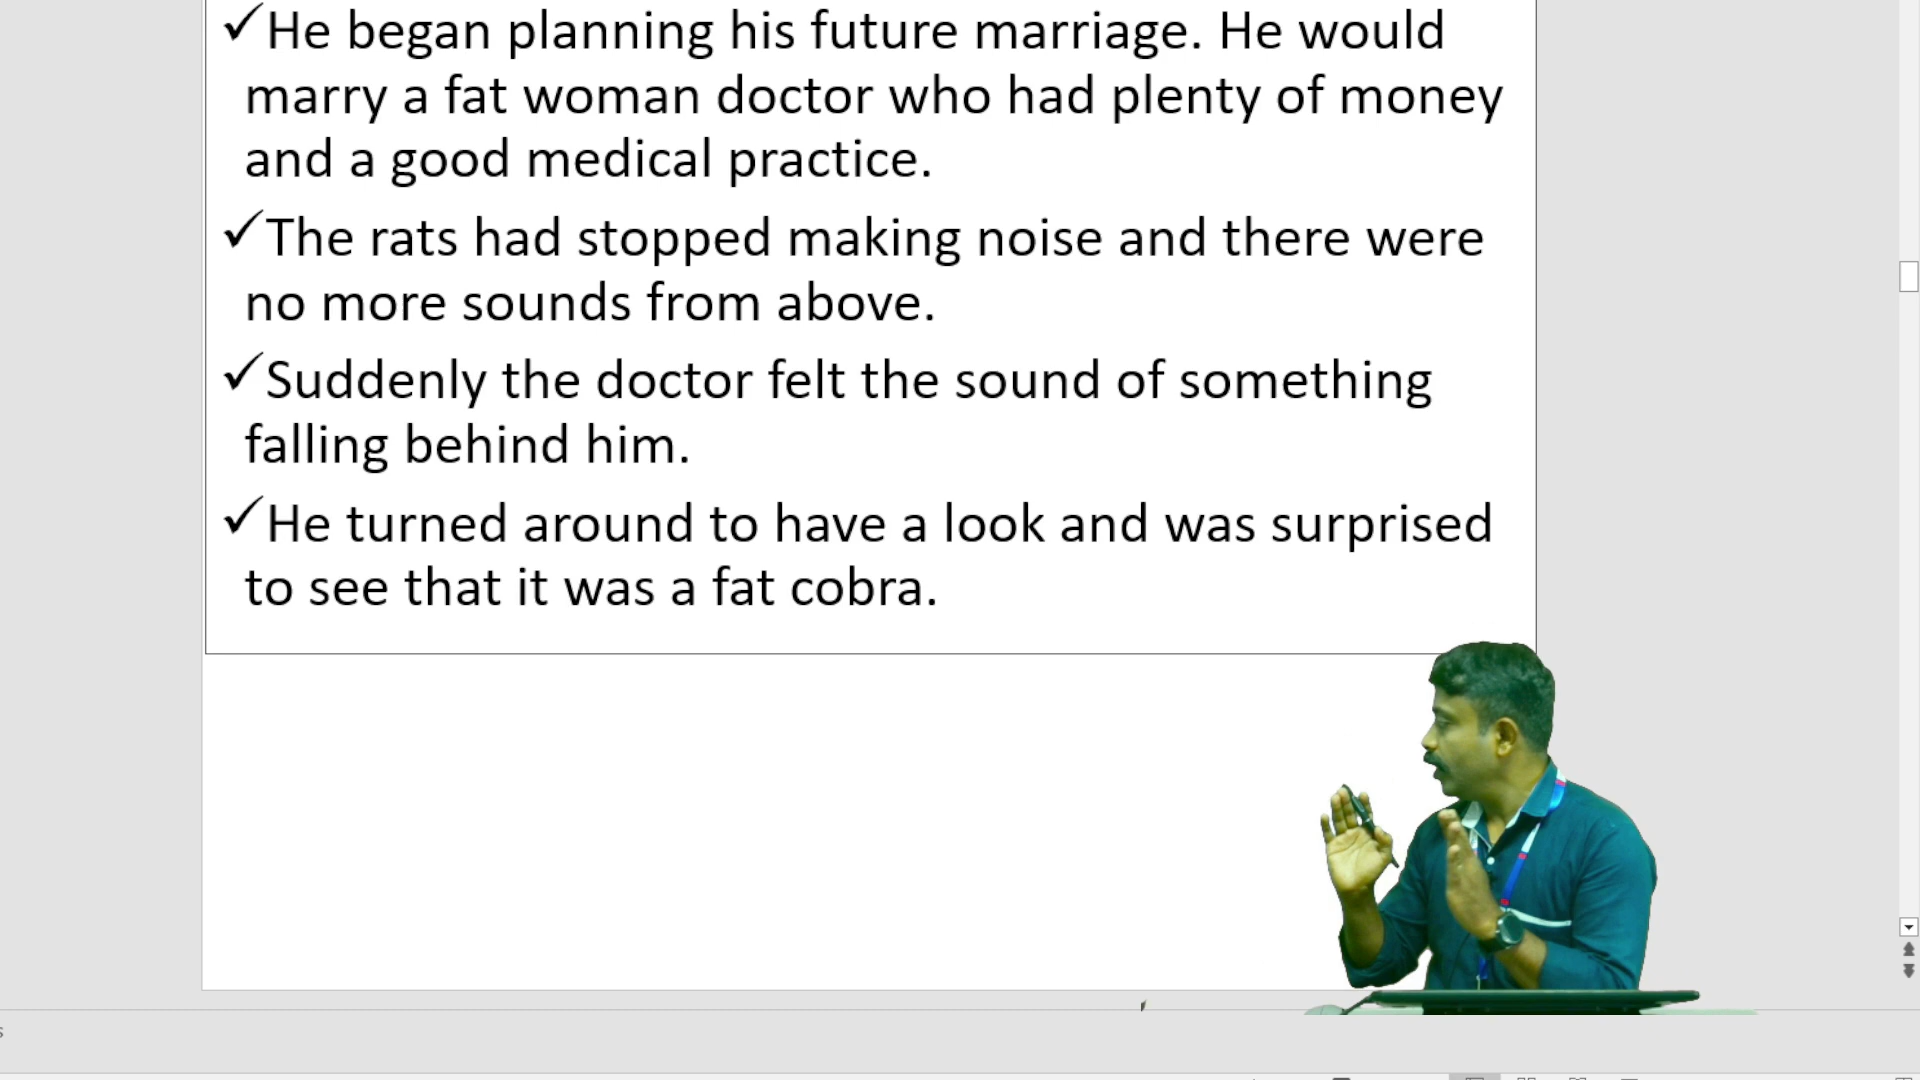 ✓He began planning his future marriage. He would
marry a fat woman doctor who had plenty of money
and a good medical practice.
✓The rats had stopped making noise and there were
no more sounds from above.
✓Suddenly the doctor felt the sound of something
falling behind him.
✓He turned around to have a look and was surprised
to see that it was a fat cobra.
s